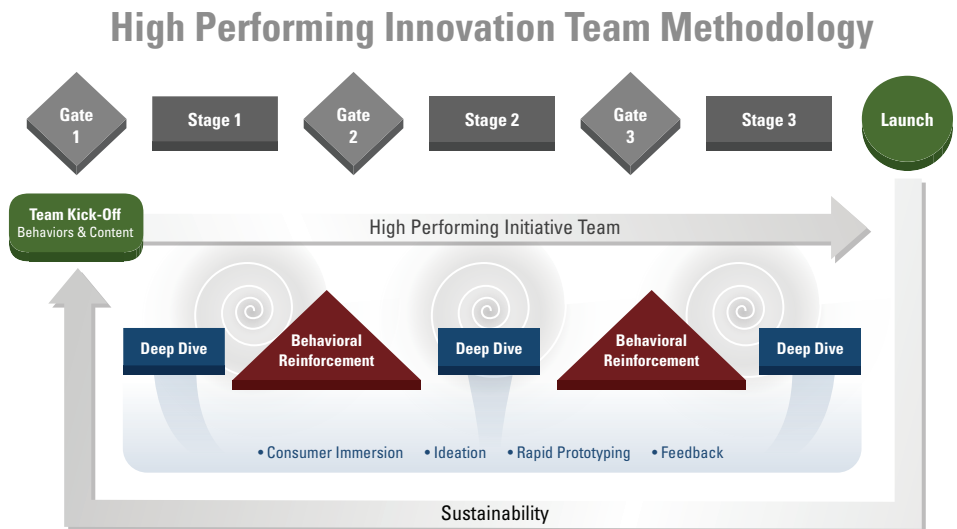 High Performing Innovation Team Methodology
Gate
1
Stage 1
Gate
2
Stage 2
Gate
3
Stage 3
Launch
Team Kick-Off
Behaviors & Content
High Performing Initiative Team
Deep Dive
Behavioral
Reinforcement
Deep Dive
Behavioral
Reinforcement
Deep Dive
• Consumer Immersion • Ideation • Rapid Prototyping • Feedback
Sustainability